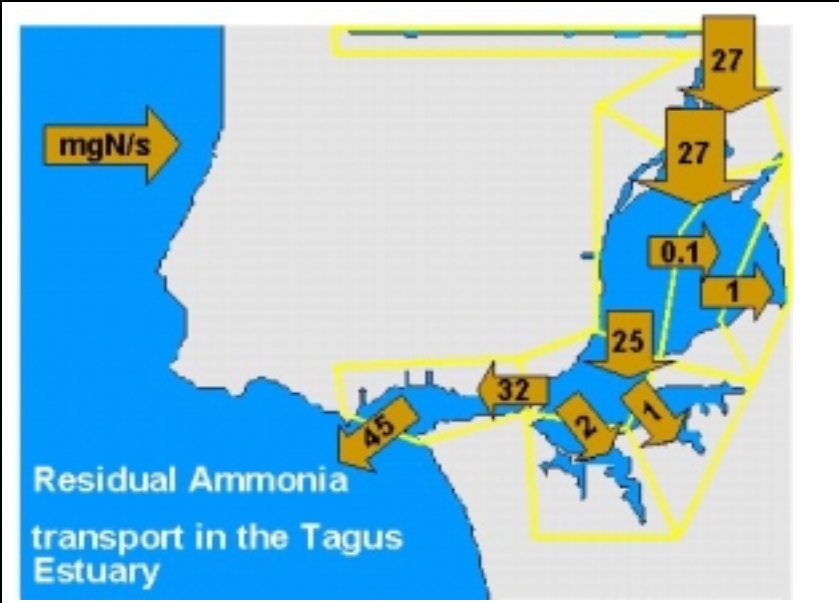 27
mgN/s
27
0.1
1
25
32
45
2
1
Residual Ammonia
transport in the Tagus
Estuary